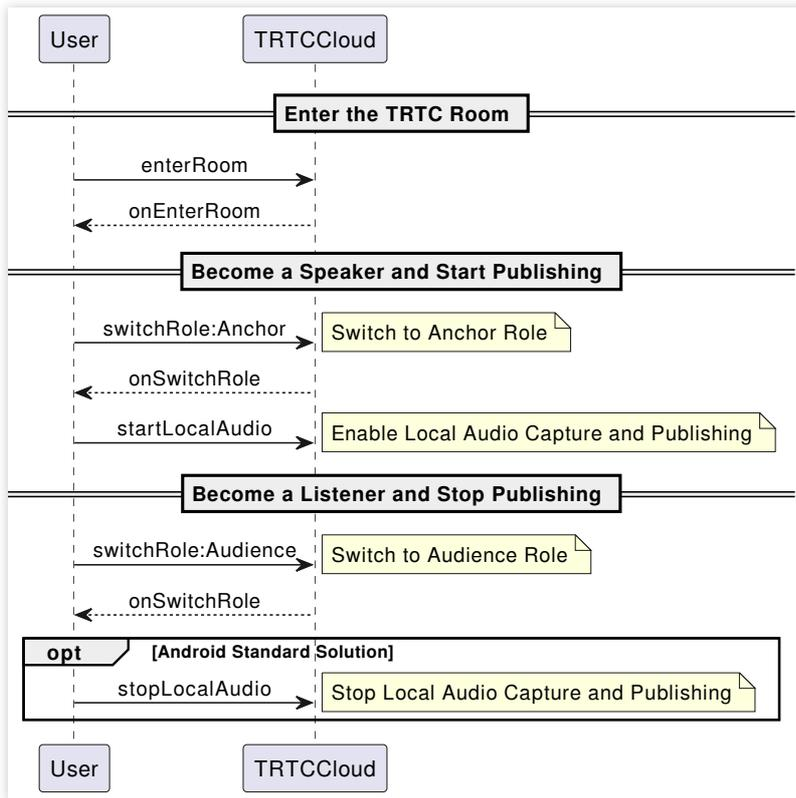 User TRTCCloud
Enter the TRTC Room
enterRoom
onEnterRoom
Become a Speaker and Start Publishing
switchRole:Anchor Switch to Anchor Role
onSwitchRole
startLocalAudio Enable Local Audio Capture and Publishing
Become a Listener and Stop Publishing
switchRole:Audience Switch to Audience Role
onSwitchRole
opt [Android Standard Solution]
stopLocalAudio Stop Local Audio Capture and Publishing
User TRTCCloud